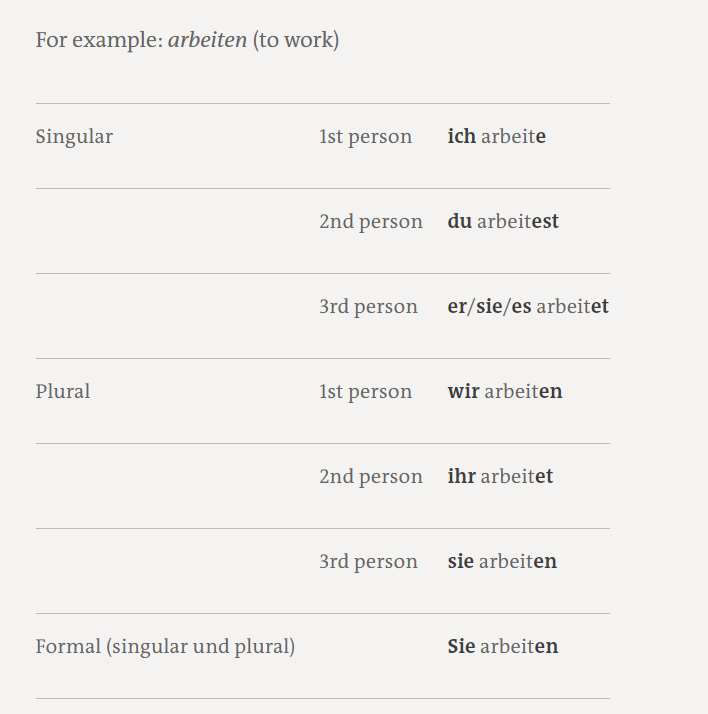 For example: arbeiten (to work)
Singular 1st person ich arbeite
2nd person du arbeitest
3rd person er/sie/es arbeitet
Plural 1st person wir arbeiten
2nd person ihr arbeitet
3rd person sie arbeiten
Formal (singular und plural) Sie arbeiten